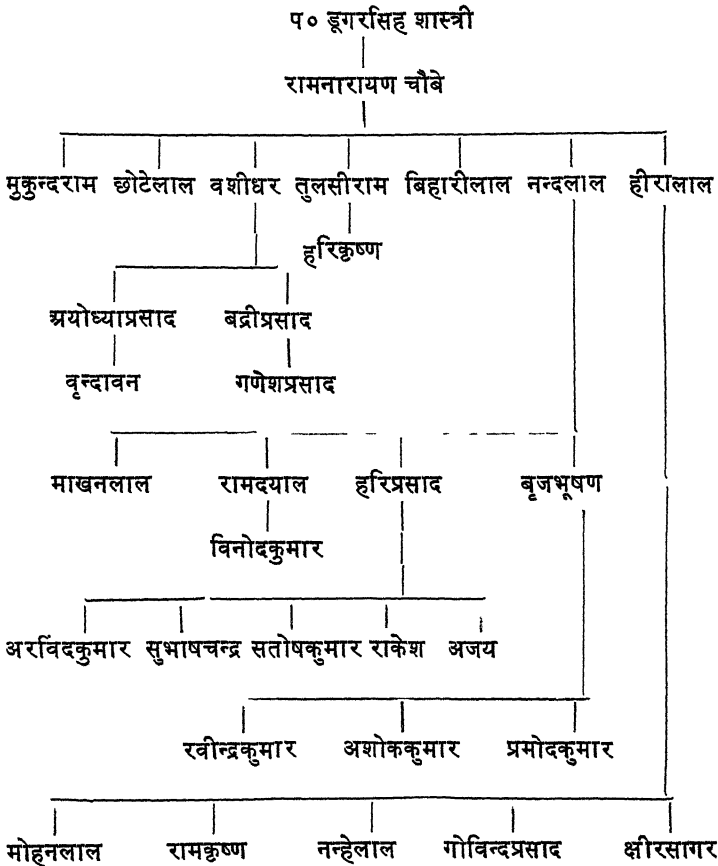 प० डूगरसिह शास्त्री
रामनारायण चौबे
मुकुन्दराम छोटेलाल वशीधर तुलसीराम बिहारीलाल नन्दलाल हीरालाल
हरिकृष्ण
अयोध्याप्रसाद बद्रीप्रसाद
वृन्दावन गणेशप्रसाद
माखनलाल रामदयाल हरिप्रसाद बृजभूषण
विनोदकुमार
अरविंदकुमार सुभाषचन्द्र सतोषकुमार राकेश अजय
रवीन्द्रकुमार अशोककुमार प्रमोदकुमार
मोहनलाल रामकृष्ण नन्हेलाल गोविन्दप्रसाद क्षीरसागर